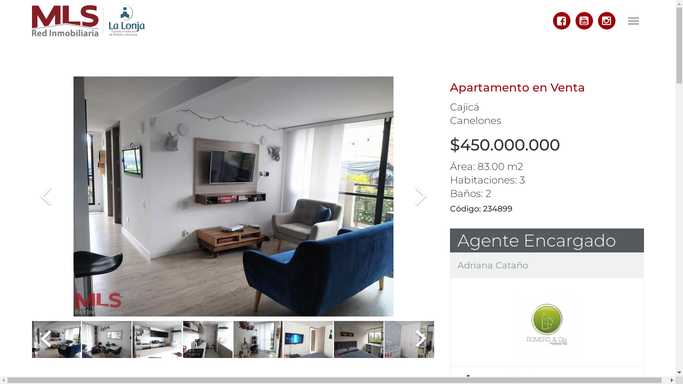 MLS
Red Inmobiliaria
La Lonja
Apartamento en Venta
Cajicá
Canelones
$450.000.000
Área: 83.00 m2
Habitaciones: 3
Baños: 2
Código: 234899
Agente Encargado
Adriana Cataño
MLS
ROMERO & Cía